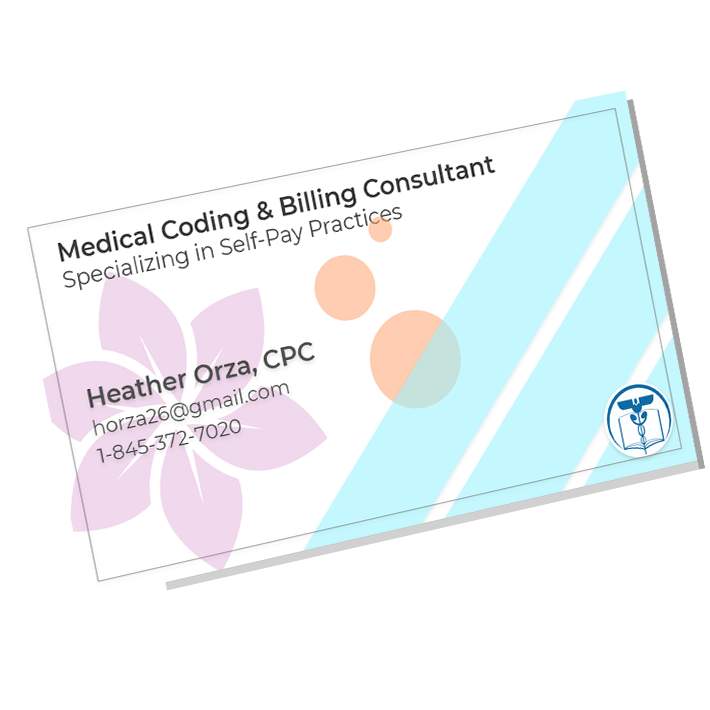 Medical Coding & Billing Consultant
Specializing in Self-Pay Practices
Heather Orza, CPC
horza26@gmail.com
1-845-372-7020